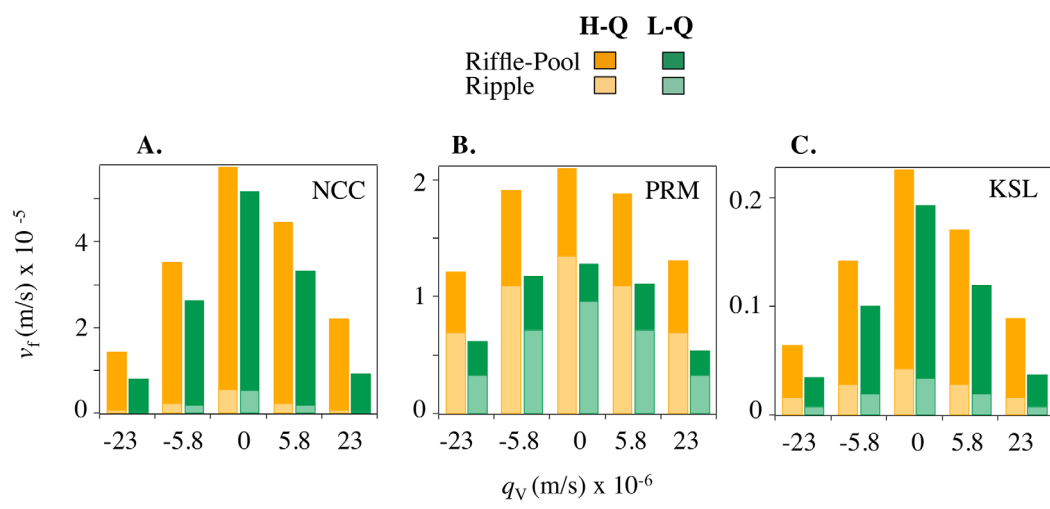 H-Q L-Q
Riffle-Pool
Ripple
A.
NCC
4
2
0
-23 -5.8 0 5.8 23
B.
PRM
2
1
0
-23 -5.8 0 5.8 23
C.
KSL
0.2
0.1
0
-23 -5.8 0 5.8 23
v_f (m/s) x 10^-5
q_V (m/s) x 10^-6